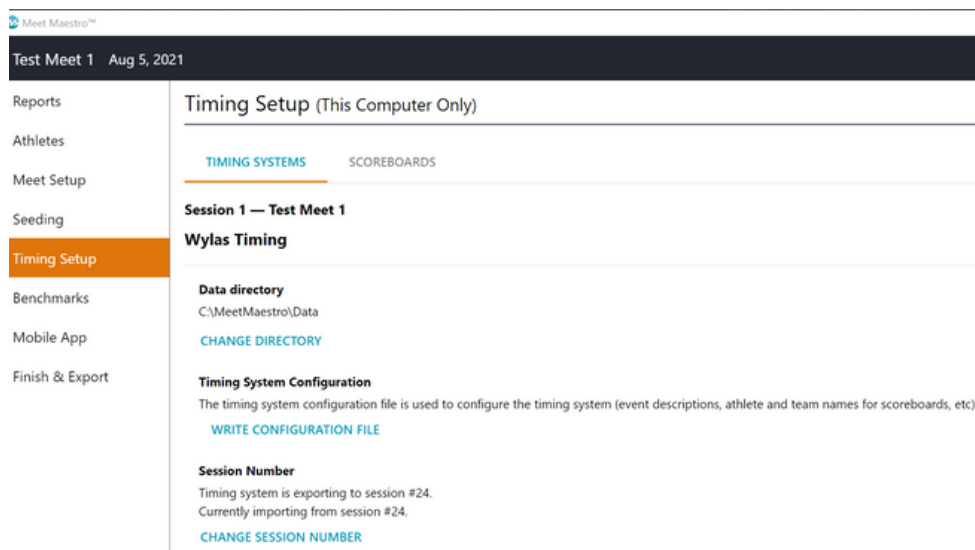 Meet Maestro™
Test Meet 1 Aug 5, 2021
Reports
Athletes
Meet Setup
Seeding
Timing Setup
Benchmarks
Mobile App
Finish & Export
Timing Setup (This Computer Only)
TIMING SYSTEMS SCOREBOARDS
Session 1 — Test Meet 1
Wylas Timing
Data directory
C:\MeetMaestro\Data
CHANGE DIRECTORY
Timing System Configuration
The timing system configuration file is used to configure the timing system (event descriptions, athlete and team names for scoreboards, etc)
WRITE CONFIGURATION FILE
Session Number
Timing system is exporting to session #24.
Currently importing from session #24.
CHANGE SESSION NUMBER